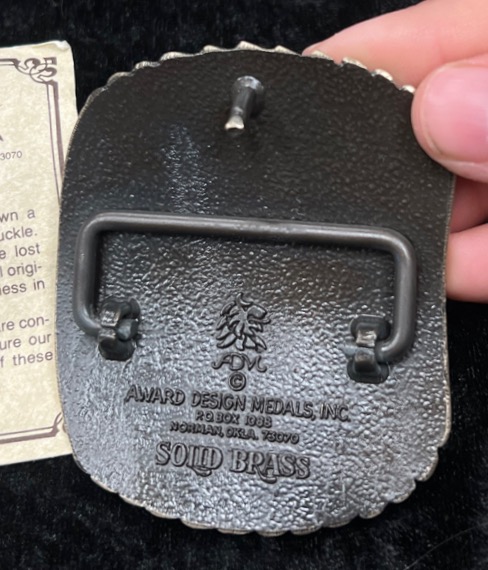 A
3070
wn a
uckle.
e lost
l origi-
ness in
re con-
ure our
f these
ADM
©
AWARD DESIGN MEDALS, INC.
P.O. BOX 1088
NORMAN, OKLA. 73070
SOLID BRASS